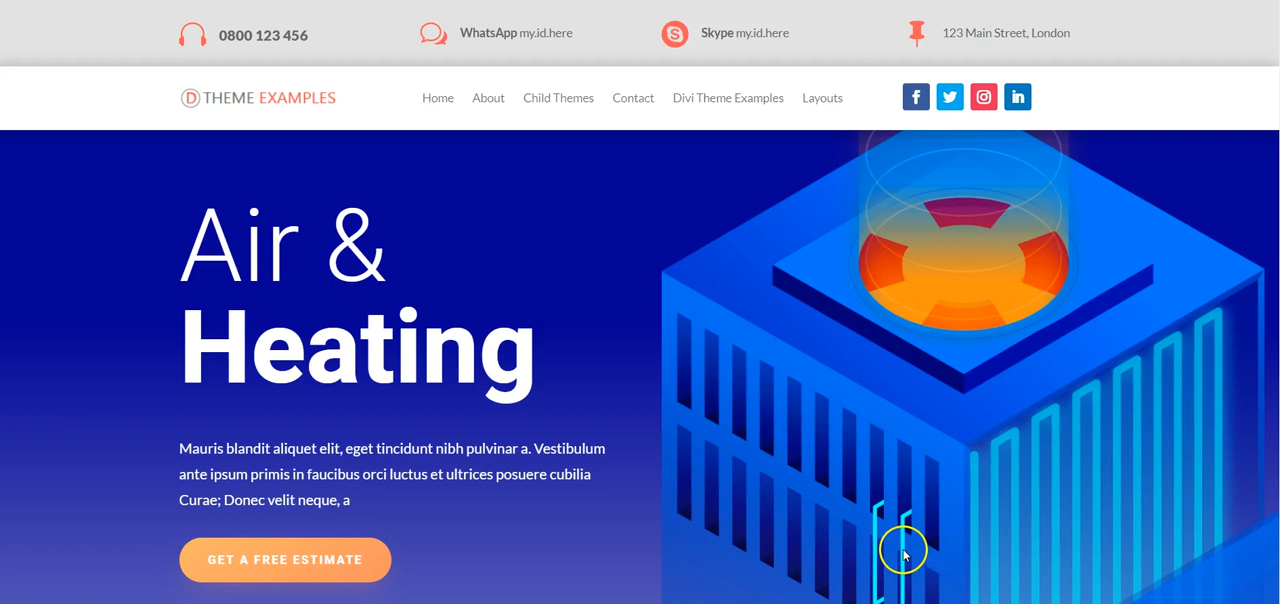 0800 123 456
WhatsApp my.id.here
Skype my.id.here
123 Main Street, London
D THEME EXAMPLES
Home About Child Themes Contact Divi Theme Examples Layouts
Air &
Heating
Mauris blandit aliquet elit, eget tincidunt nibh pulvinar a. Vestibulum
ante ipsum primis in faucibus orci luctus et ultrices posuere cubilia
Curae; Donec velit neque, a
GET A FREE ESTIMATE